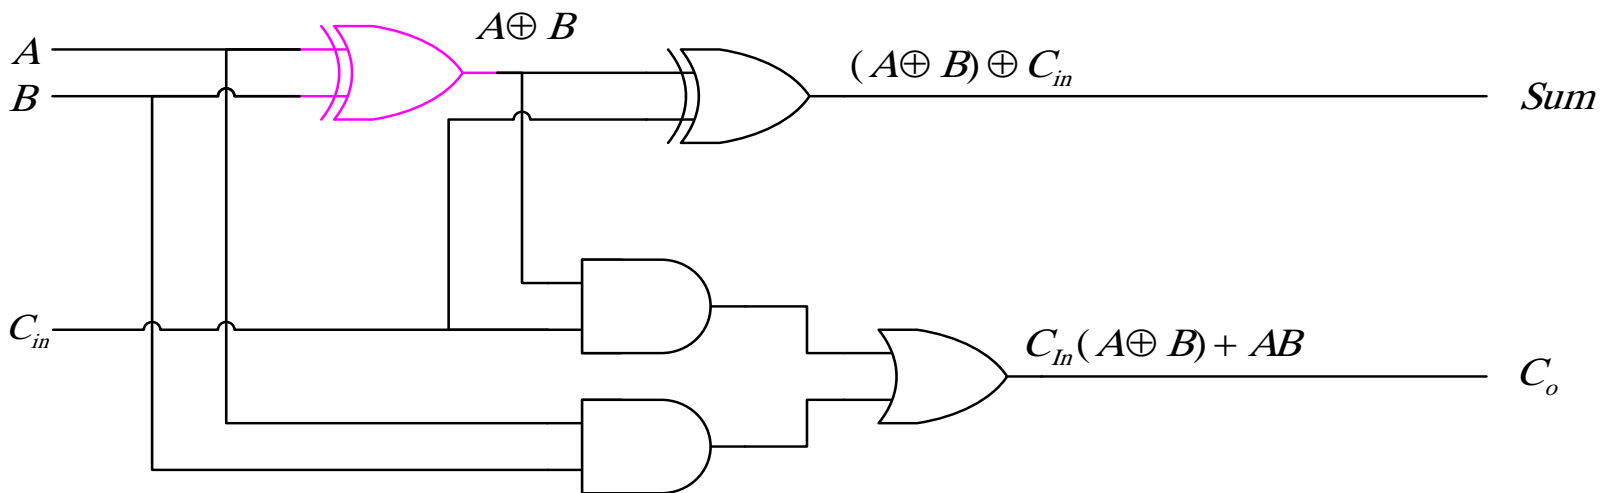 A⊕ B
A
(A⊕ B) ⊕ C_in
B
Sum
C_in
C_In(A⊕ B) + AB
C_o